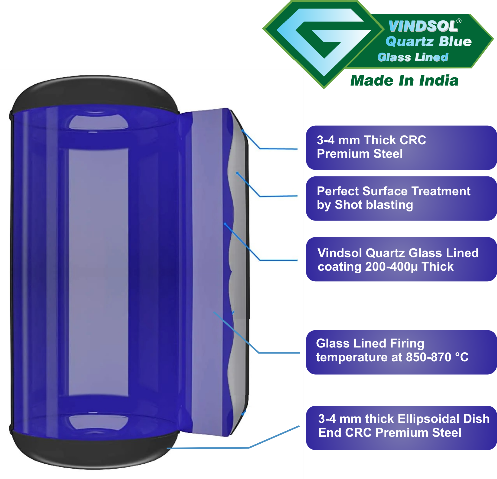 VINDSOL®
Quartz Blue
Glass Lined
Made In India
3-4 mm Thick CRC
Premium Steel
Perfect Surface Treatment
by Shot blasting
Vindsol Quartz Glass Lined
coating 200-400µ Thick
Glass Lined Firing
temperature at 850-870 °C
3-4 mm thick Ellipsoidal Dish
End CRC Premium Steel